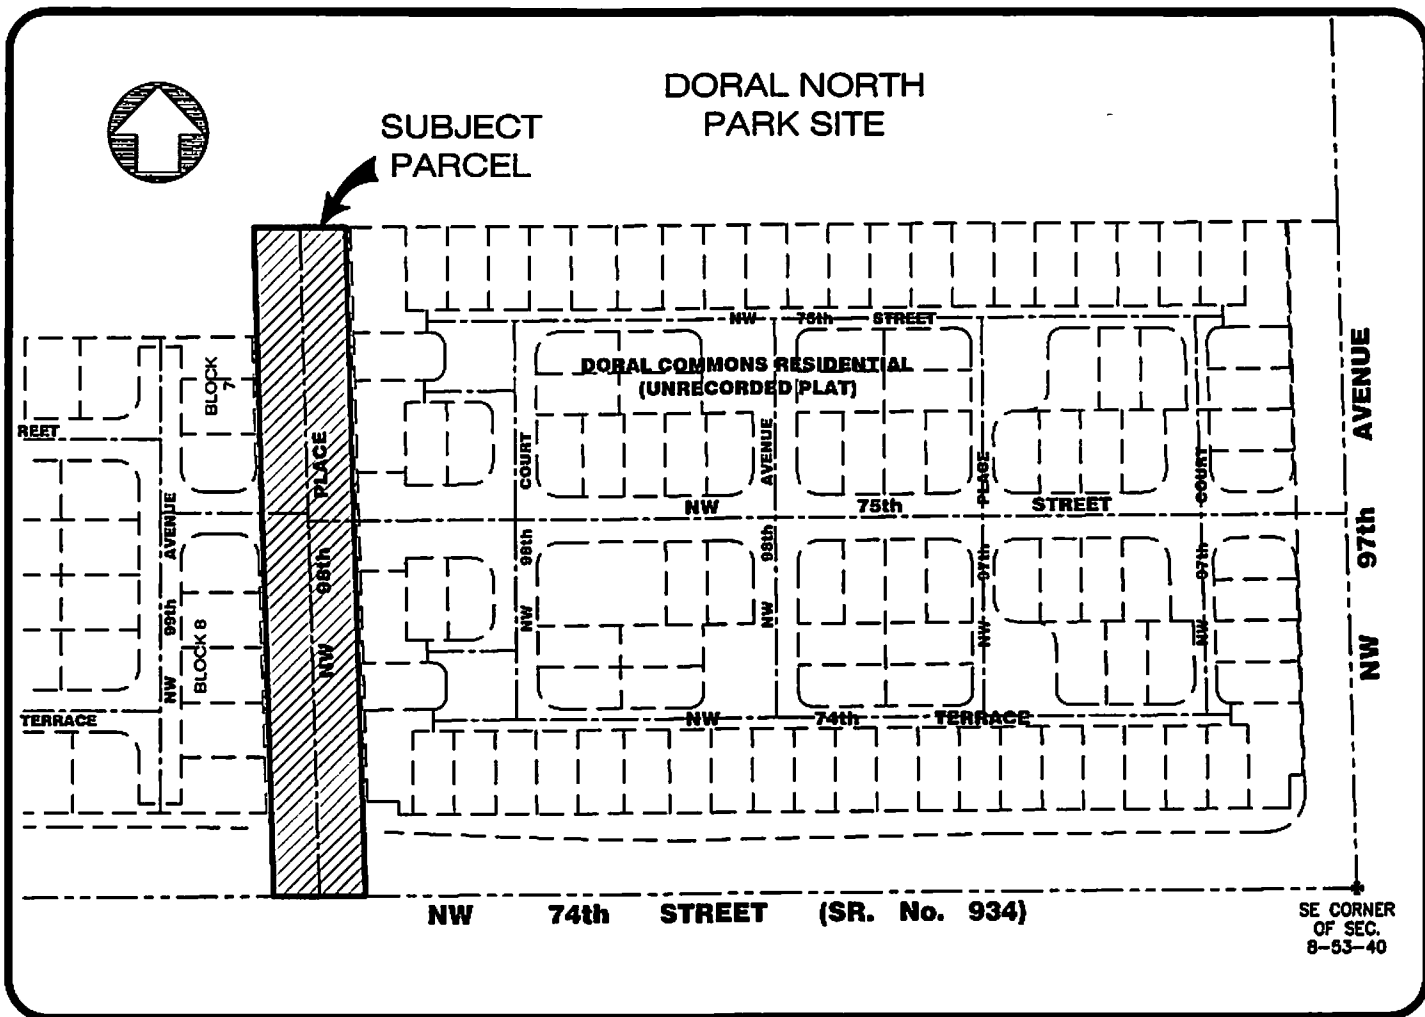 DORAL NORTH
PARK SITE
SUBJECT
PARCEL
NW 76th STREET
DORAL COMMONS RESIDENTIAL
(UNRECORDED PLAT)
BLOCK
7
REET
NW 98th PLACE
NW 99th AVENUE
NW 98th COURT
NW 98th AVENUE
NW 97th PLACE
NW 97th COURT
NW 97th AVENUE
NW 75th STREET
BLOCK 8
TERRACE
NW 74th TERRACE
NW 74th STREET (SR. No. 934)
SE CORNER
OF SEC.
8-53-40